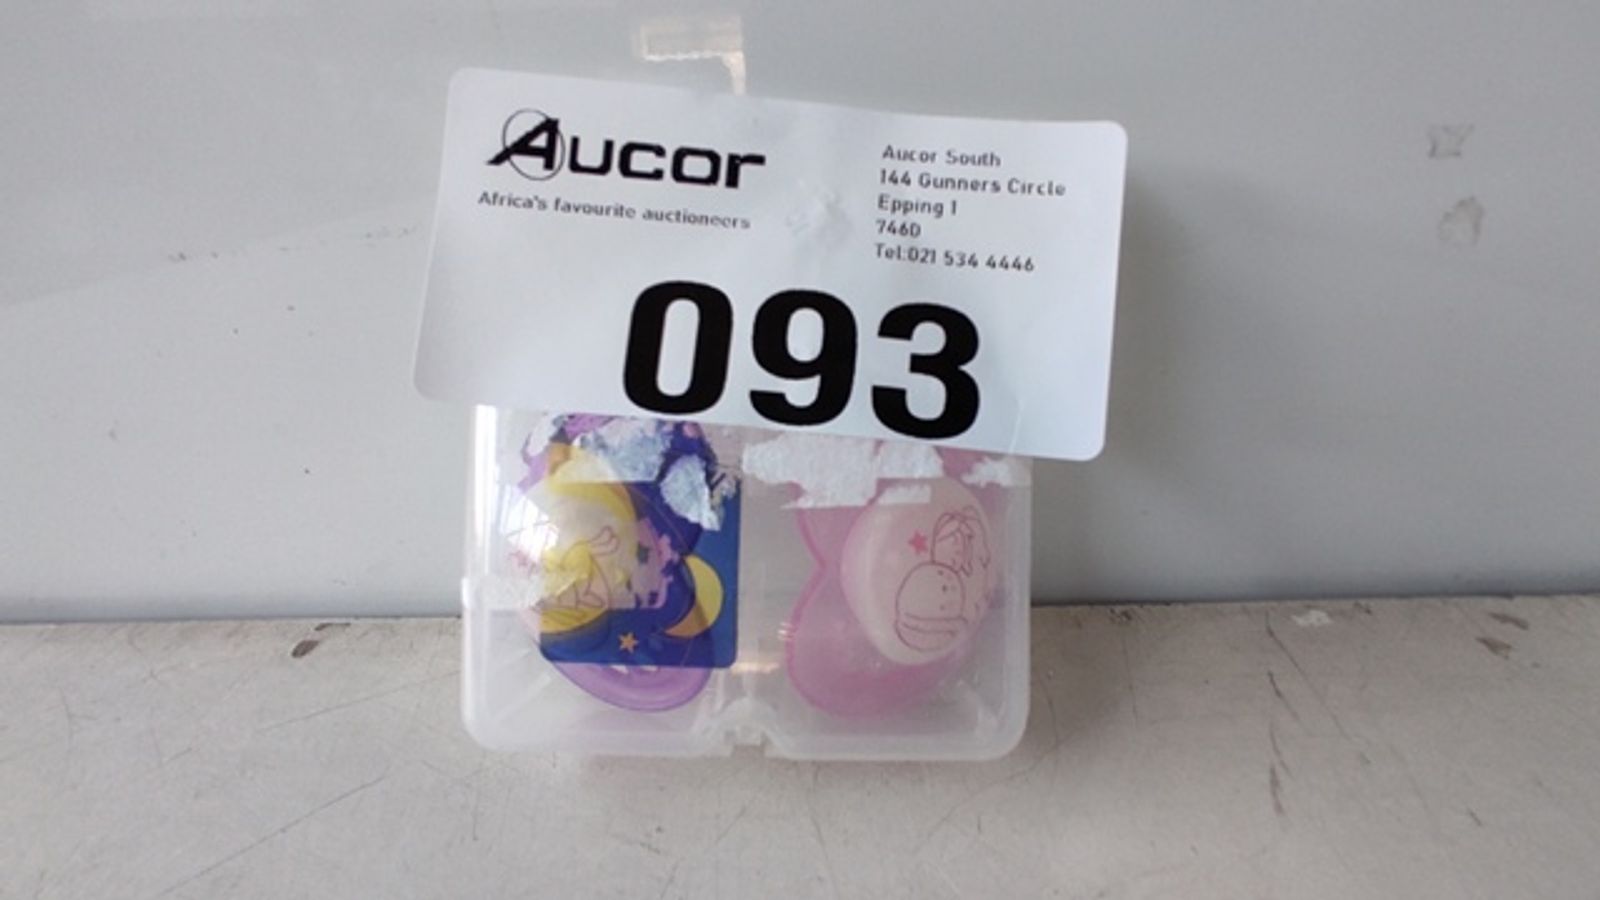 Aucor
Africa's favourite auctioneers
Aucor South
144 Gunners Circle
Epping 1
7460
Tel:021 534 4446
093